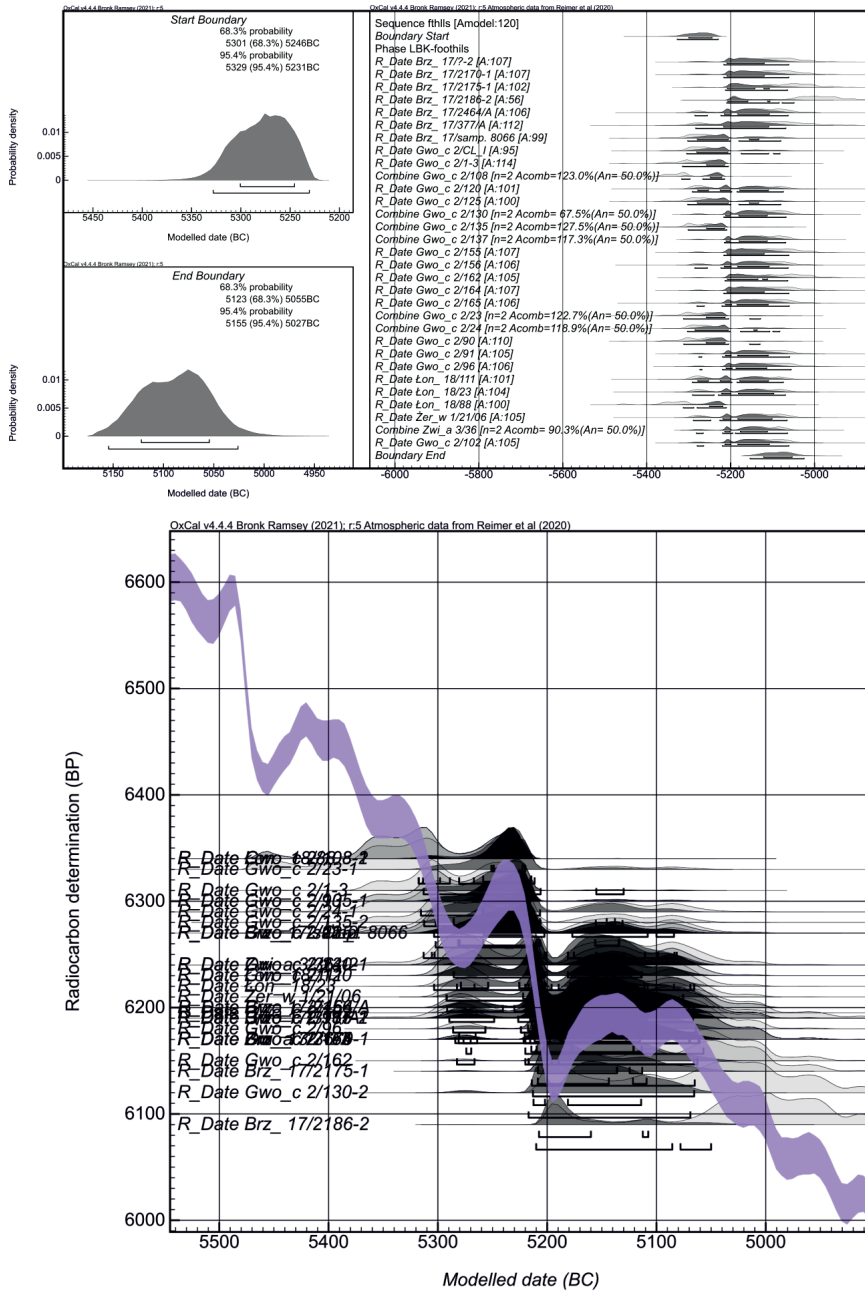 OxCal v4.4.4 Bronk Ramsey (2021); r:5
Start Boundary
68.3% probability
5301 (68.3%) 5246BC
95.4% probability
5329 (95.4%) 5231BC
Probability density
0.01
0.005
0
5450
5400
5350
5300
5250
5200
Modelled date (BC)
OxCal v4.4.4 Bronk Ramsey (2021); r:5
End Boundary
68.3% probability
5123 (68.3%) 5055BC
95.4% probability
5155 (95.4%) 5027BC
Probability density
0.01
0.005
0
5150
5100
5050
5000
4950
Modelled date (BC)
OxCal v4.4.4 Bronk Ramsey (2021); r:5 Atmospheric data from Reimer et al (2020)
Sequence fthlls [Amodel:120]
Boundary Start
Phase LBK-foothils
R_Date Brz_ 17/?-2 [A:107]
R_Date Brz_ 17/2170-1 [A:107]
R_Date Brz_ 17/2175-1 [A:102]
R_Date Brz_ 17/2186-2 [A:56]
R_Date Brz_ 17/2464/A [A:106]
R_Date Brz_ 17/377/A [A:112]
R_Date Brz_ 17/samp. 8066 [A:99]
R_Date Gwo_c 2/CL_I [A:95]
R_Date Gwo_c 2/1-3 [A:114]
Combine Gwo_c 2/108 [n=2 Acomb=123.0%(An= 50.0%)]
R_Date Gwo_c 2/120 [A:101]
R_Date Gwo_c 2/125 [A:100]
Combine Gwo_c 2/130 [n=2 Acomb= 67.5%(An= 50.0%)]
Combine Gwo_c 2/135 [n=2 Acomb=127.5%(An= 50.0%)]
Combine Gwo_c 2/137 [n=2 Acomb=117.3%(An= 50.0%)]
R_Date Gwo_c 2/155 [A:107]
R_Date Gwo_c 2/156 [A:106]
R_Date Gwo_c 2/162 [A:105]
R_Date Gwo_c 2/164 [A:107]
R_Date Gwo_c 2/165 [A:106]
Combine Gwo_c 2/23 [n=2 Acomb=122.7%(An= 50.0%)]
Combine Gwo_c 2/24 [n=2 Acomb=118.9%(An= 50.0%)]
R_Date Gwo_c 2/90 [A:110]
R_Date Gwo_c 2/91 [A:105]
R_Date Gwo_c 2/96 [A:106]
R_Date Łon_ 18/111 [A:101]
R_Date Łon_ 18/23 [A:104]
R_Date Łon_ 18/88 [A:100]
R_Date Żer_w 1/21/06 [A:105]
Combine Zwi_a 3/36 [n=2 Acomb= 90.3%(An= 50.0%)]
R_Date Gwo_c 2/102 [A:105]
Boundary End
-6000
-5800
-5600
-5400
-5200
-5000
Modelled date (BC)
OxCal v4.4.4 Bronk Ramsey (2021); r:5 Atmospheric data from Reimer et al (2020)
Radiocarbon determination (BP)
6600
6500
6400
6300
6200
6100
6000
R_Date Gwo_c 2/23-1
R_Date Gwo_c 2/1-3
R_Date Łon_ 18/23
R_Date Żer_w 1/21/06
R_Date Gwo_c 2/96
R_Date Gwo_c 2/162
R_Date Brz_ 17/2175-1
R_Date Gwo_c 2/130-2
R_Date Brz_ 17/2186-2
5500
5400
5300
5200
5100
5000
Modelled date (BC)